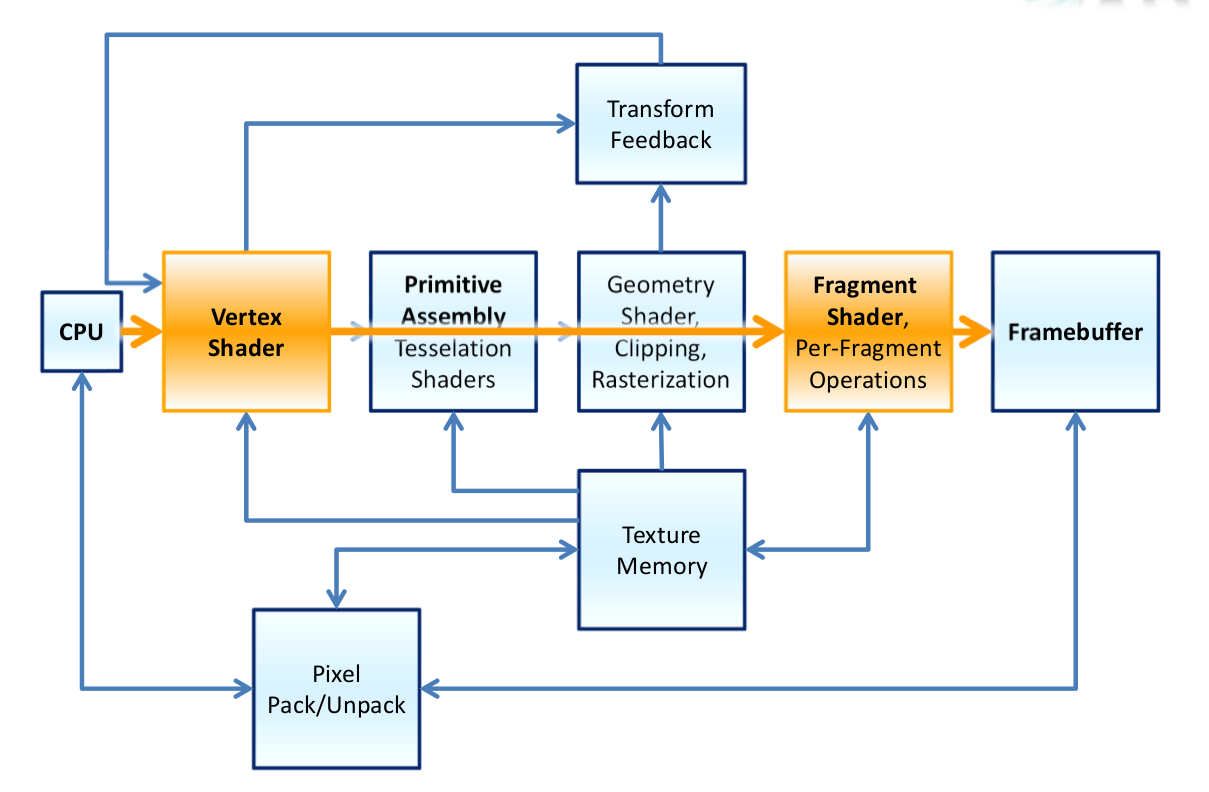 Transform
Feedback
CPU
Vertex
Shader
Primitive
Assembly
Tesselation
Shaders
Geometry
Shader,
Clipping,
Rasterization
Fragment
Shader,
Per-Fragment
Operations
Framebuffer
Texture
Memory
Pixel
Pack/Unpack